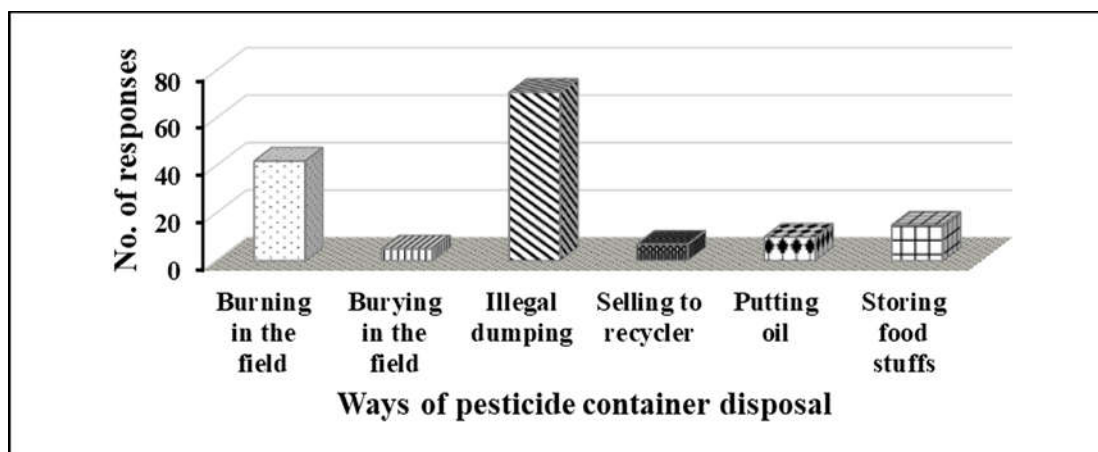 No. of responses
80
60
40
20
0
Burning
in the
field
Burying
in the
field
Illegal
dumping
Selling to
recycler
Putting
oil
Storing
food
stuffs
Ways of pesticide container disposal